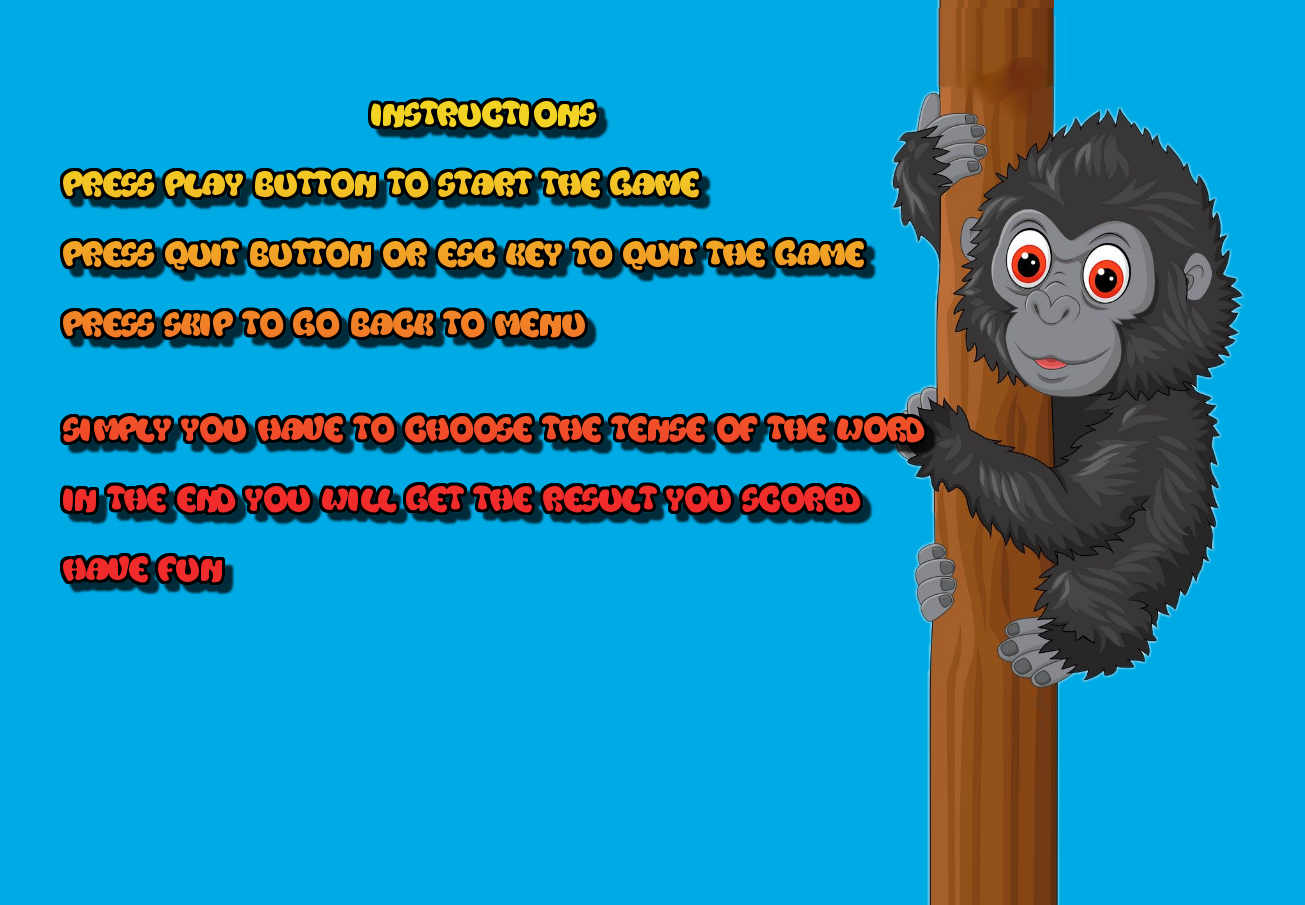 INSTRUCTIONS
PRESS PLAY BUTTON TO START THE GAME
PRESS QUIT BUTTON OR ESC KEY TO QUIT THE GAME
PRESS SKIP TO GO BACK TO MENU
SIMPLY YOU HAVE TO CHOOSE THE TENSE OF THE WORD
IN THE END YOU WILL GET THE RESULT YOU SCORED
HAVE FUN